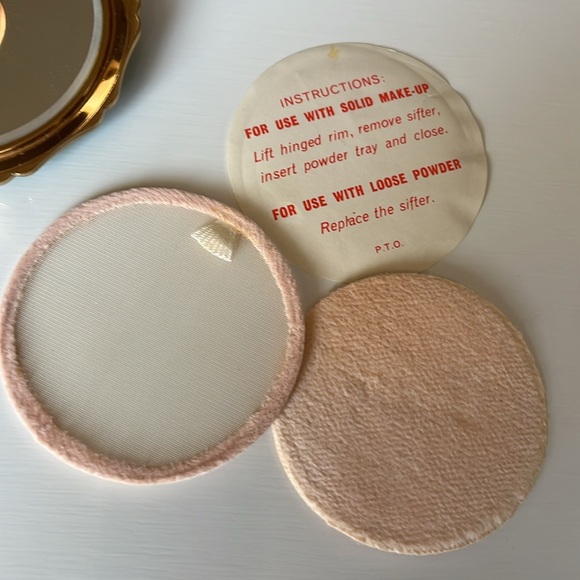 INSTRUCTIONS:
FOR USE WITH SOLID MAKE-UP
Lift hinged rim, remove sifter,
insert powder tray and close.
FOR USE WITH LOOSE POWDER
Replace the sifter.
P.T.O.